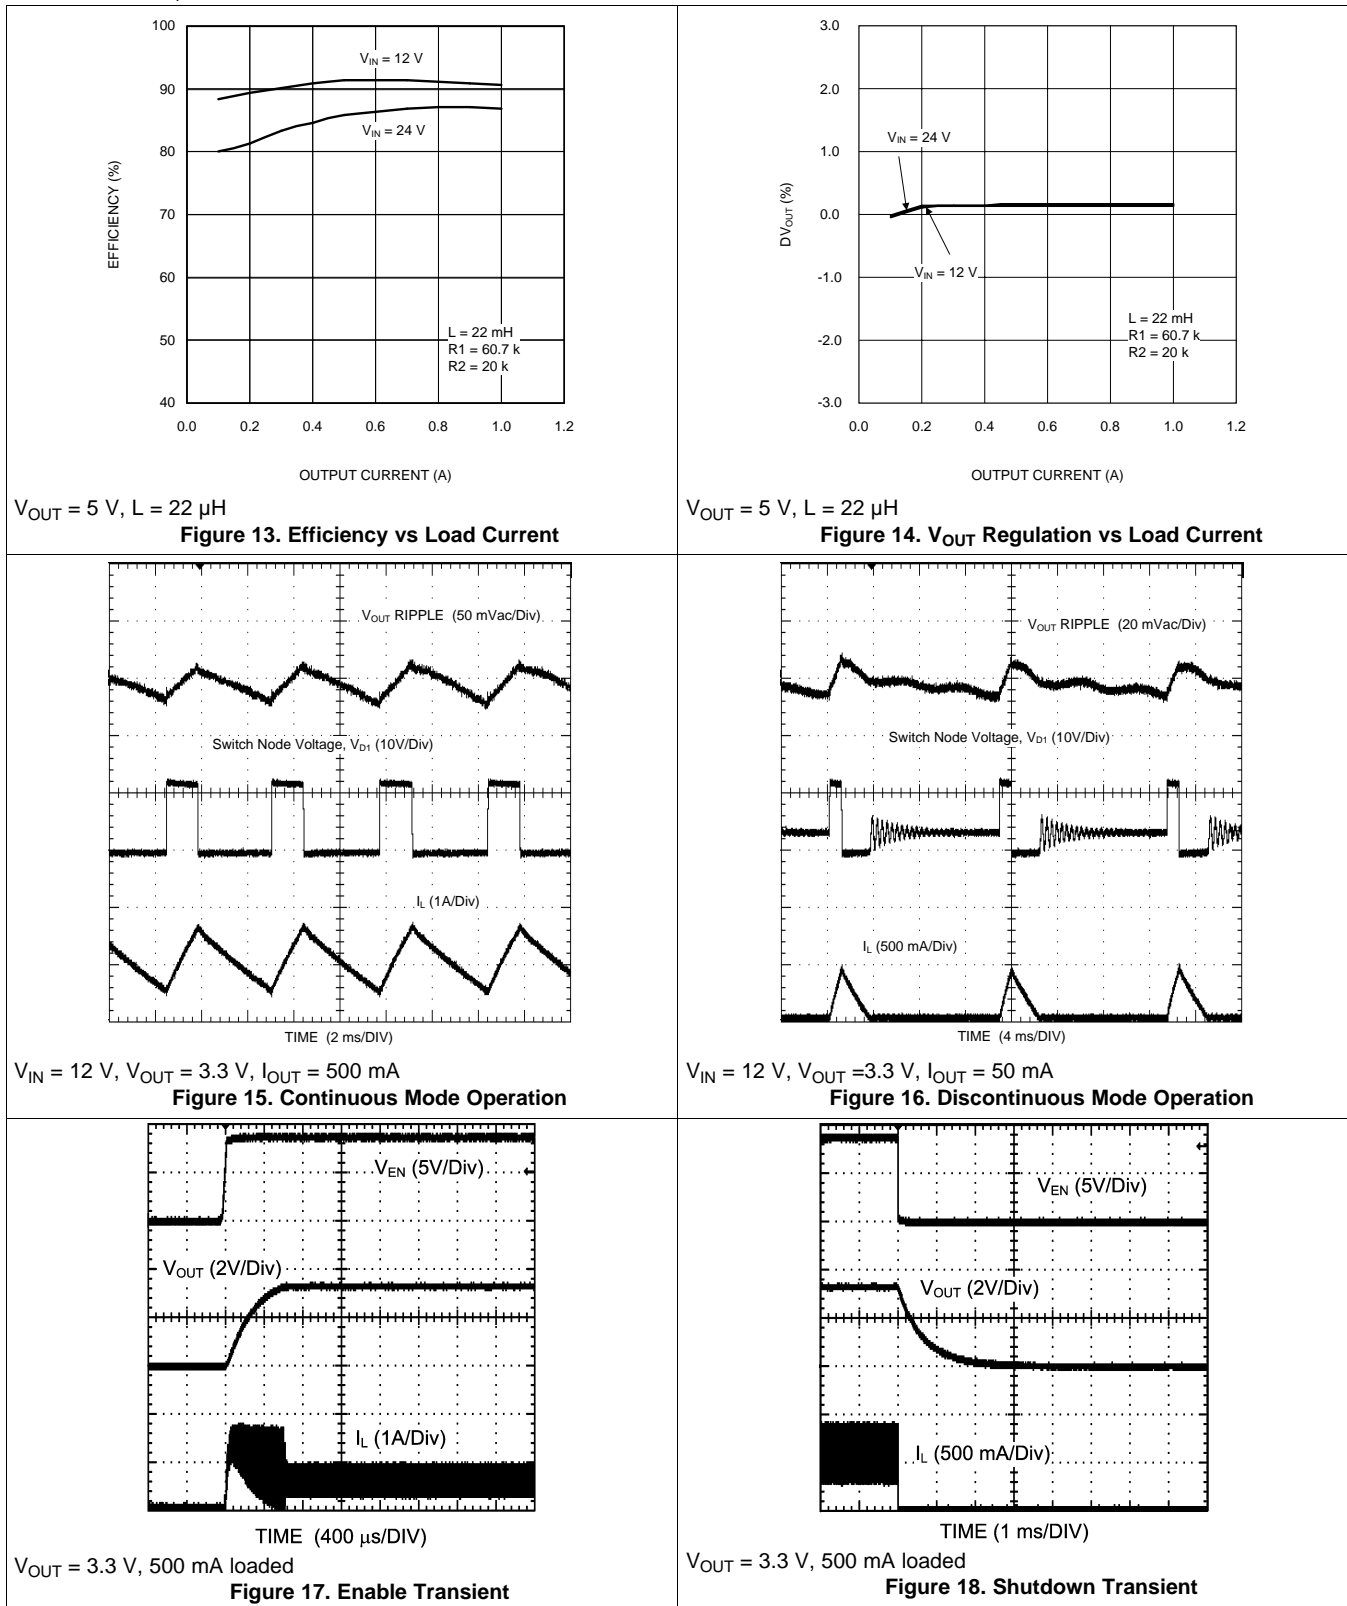 100
90
80
70
60
50
40
EFFICIENCY (%)
V_IN = 12 V
V_IN = 24 V
L = 22 mH
R1 = 60.7 k
R2 = 20 k
0.0 0.2 0.4 0.6 0.8 1.0 1.2
OUTPUT CURRENT (A)
V_OUT = 5 V, L = 22 µH
Figure 13. Efficiency vs Load Current
3.0
2.0
1.0
0.0
-1.0
-2.0
-3.0
DV_OUT (%)
V_IN = 24 V
V_IN = 12 V
L = 22 mH
R1 = 60.7 k
R2 = 20 k
0.0 0.2 0.4 0.6 0.8 1.0 1.2
OUTPUT CURRENT (A)
V_OUT = 5 V, L = 22 µH
Figure 14. V_OUT Regulation vs Load Current
V_OUT RIPPLE (50 mVac/Div)
Switch Node Voltage, V_D1 (10V/Div)
I_L (1A/Div)
TIME (2 ms/DIV)
V_IN = 12 V, V_OUT = 3.3 V, I_OUT = 500 mA
Figure 15. Continuous Mode Operation
V_OUT RIPPLE (20 mVac/Div)
Switch Node Voltage, V_D1 (10V/Div)
I_L (500 mA/Div)
TIME (4 ms/DIV)
V_IN = 12 V, V_OUT =3.3 V, I_OUT = 50 mA
Figure 16. Discontinuous Mode Operation
V_EN (5V/Div)
V_OUT (2V/Div)
I_L (1A/Div)
TIME (400 µs/DIV)
V_OUT = 3.3 V, 500 mA loaded
Figure 17. Enable Transient
V_EN (5V/Div)
V_OUT (2V/Div)
I_L (500 mA/Div)
TIME (1 ms/DIV)
V_OUT = 3.3 V, 500 mA loaded
Figure 18. Shutdown Transient